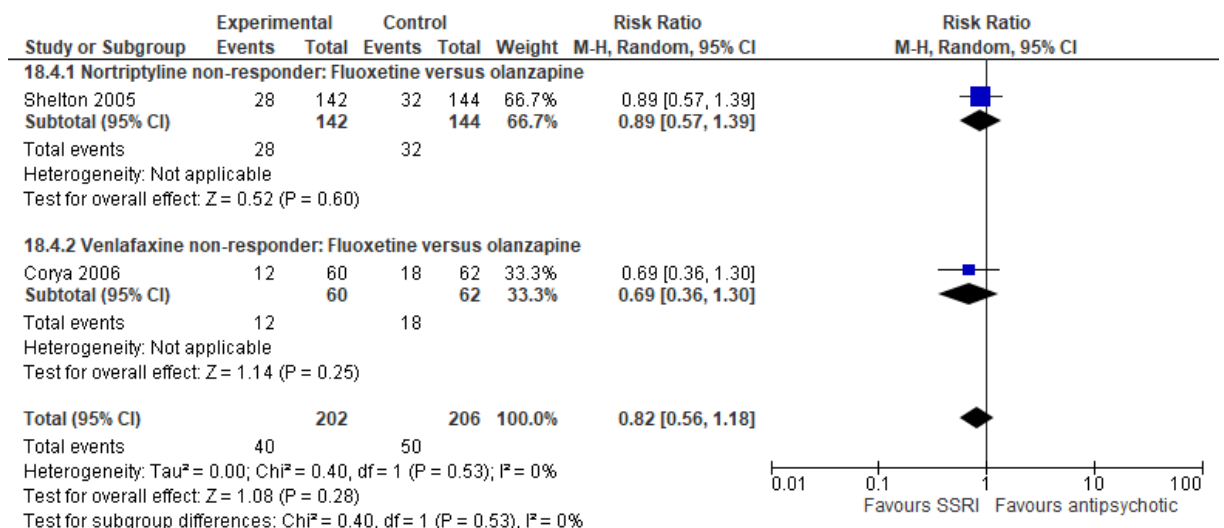 Experimental Control Risk Ratio Risk Ratio
Study or Subgroup Events Total Events Total Weight M-H, Random, 95% CI M-H, Random, 95% CI
18.4.1 Nortriptyline non-responder: Fluoxetine versus olanzapine
Shelton 2005 28 142 32 144 66.7% 0.89 [0.57, 1.39]
Subtotal (95% CI) 142 144 66.7% 0.89 [0.57, 1.39]
Total events 28 32
Heterogeneity: Not applicable
Test for overall effect: Z = 0.52 (P = 0.60)
18.4.2 Venlafaxine non-responder: Fluoxetine versus olanzapine
Corya 2006 12 60 18 62 33.3% 0.69 [0.36, 1.30]
Subtotal (95% CI) 60 62 33.3% 0.69 [0.36, 1.30]
Total events 12 18
Heterogeneity: Not applicable
Test for overall effect: Z = 1.14 (P = 0.25)
Total (95% CI) 202 206 100.0% 0.82 [0.56, 1.18]
Total events 40 50
Heterogeneity: Tau² = 0.00; Chi² = 0.40, df = 1 (P = 0.53); I² = 0%
Test for overall effect: Z = 1.08 (P = 0.28)
Test for subgroup differences: Chi² = 0.40, df = 1 (P = 0.53), I² = 0%
0.01 0.1 1 10 100
Favours SSRI Favours antipsychotic